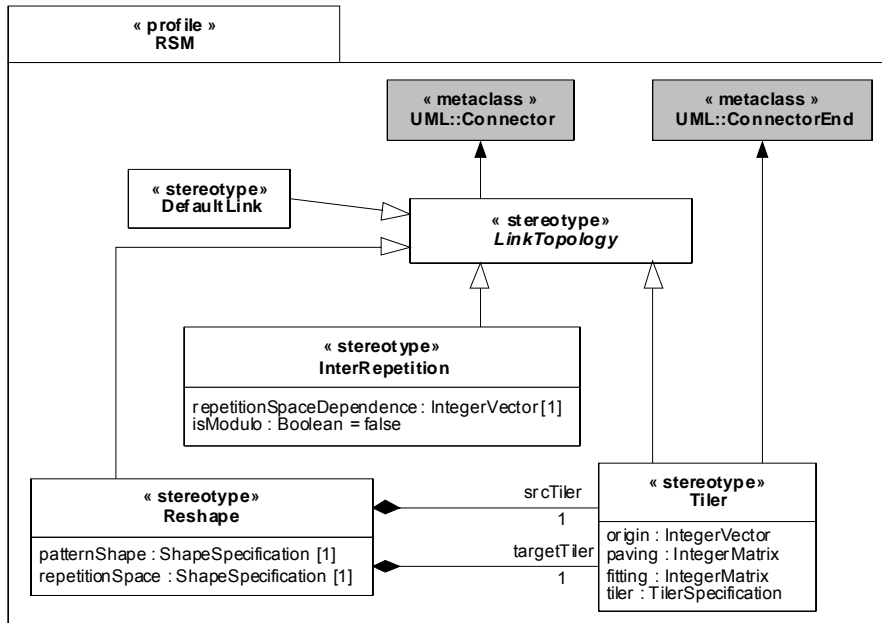 « profile »
RSM
« metaclass »
UML::Connector
« metaclass »
UML::ConnectorEnd
« stereotype»
DefaultLink
« stereotype»
LinkTopology
« stereotype»
InterRepetition
repetitionSpaceDependence : IntegerVector [1]
isModulo : Boolean = false
« stereotype»
Reshape
patternShape : ShapeSpecification [1]
repetitionSpace : ShapeSpecification [1]
srcTiler
1
targetTiler
1
« stereotype»
Tiler
origin : IntegerVector
paving : IntegerMatrix
fitting : IntegerMatrix
tiler : TilerSpecification